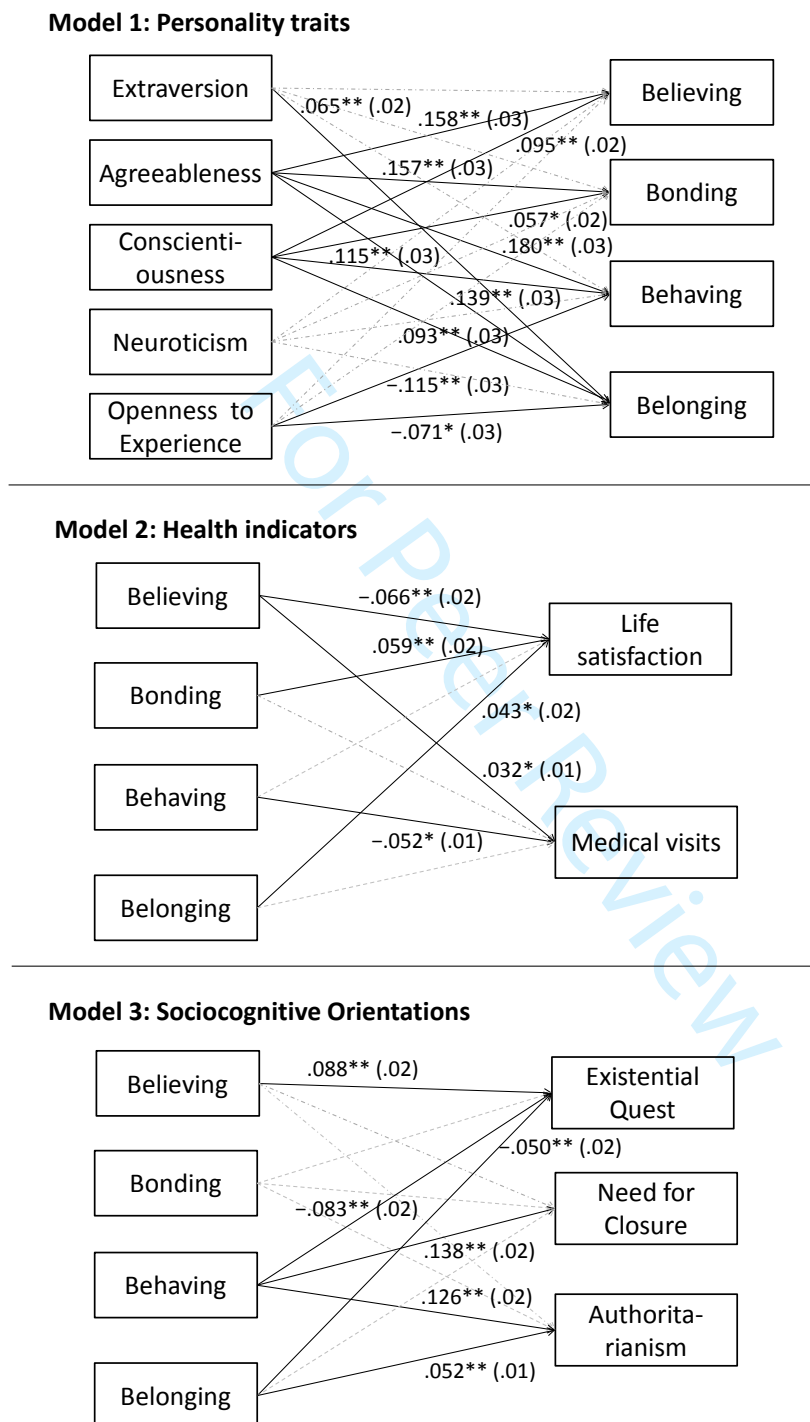 Model 1: Personality traits
Extraversion
Agreeableness
Conscienti-
ousness
Neuroticism
Openness to
Experience
.065** (.02)
.158** (.03)
.095** (.02)
.157** (.03)
.057* (.02)
.180** (.03)
.115** (.03)
.139** (.03)
.093** (.03)
−.115** (.03)
−.071* (.03)
Believing
Bonding
Behaving
Belonging
Model 2: Health indicators
Believing
Bonding
Behaving
Belonging
−.066** (.02)
.059** (.02)
.043* (.02)
.032* (.01)
−.052* (.01)
Life
satisfaction
Medical visits
Model 3: Sociocognitive Orientations
Believing
Bonding
Behaving
Belonging
.088** (.02)
−.050** (.02)
−.083** (.02)
.138** (.02)
.126** (.02)
.052** (.01)
Existential
Quest
Need for
Closure
Authorita-
rianism
For Peer Review